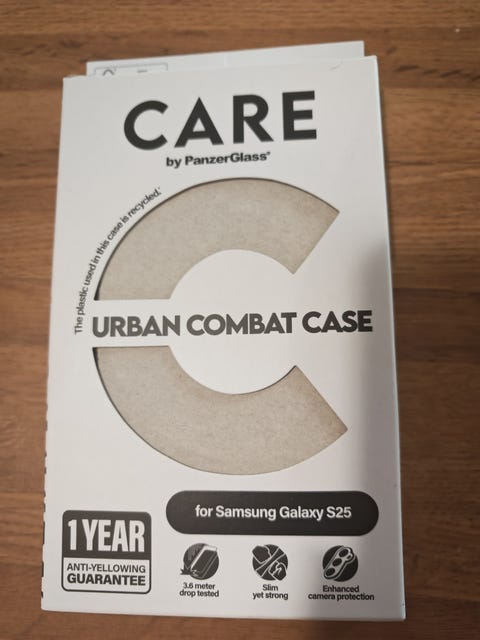 CARE
by PanzerGlass®
The plastic used in this case is recycled.*
URBAN COMBAT CASE
for Samsung Galaxy S25
1 YEAR
ANTI-YELLOWING
GUARANTEE
3.6 meter
drop tested
Slim
yet strong
Enhanced
camera protection